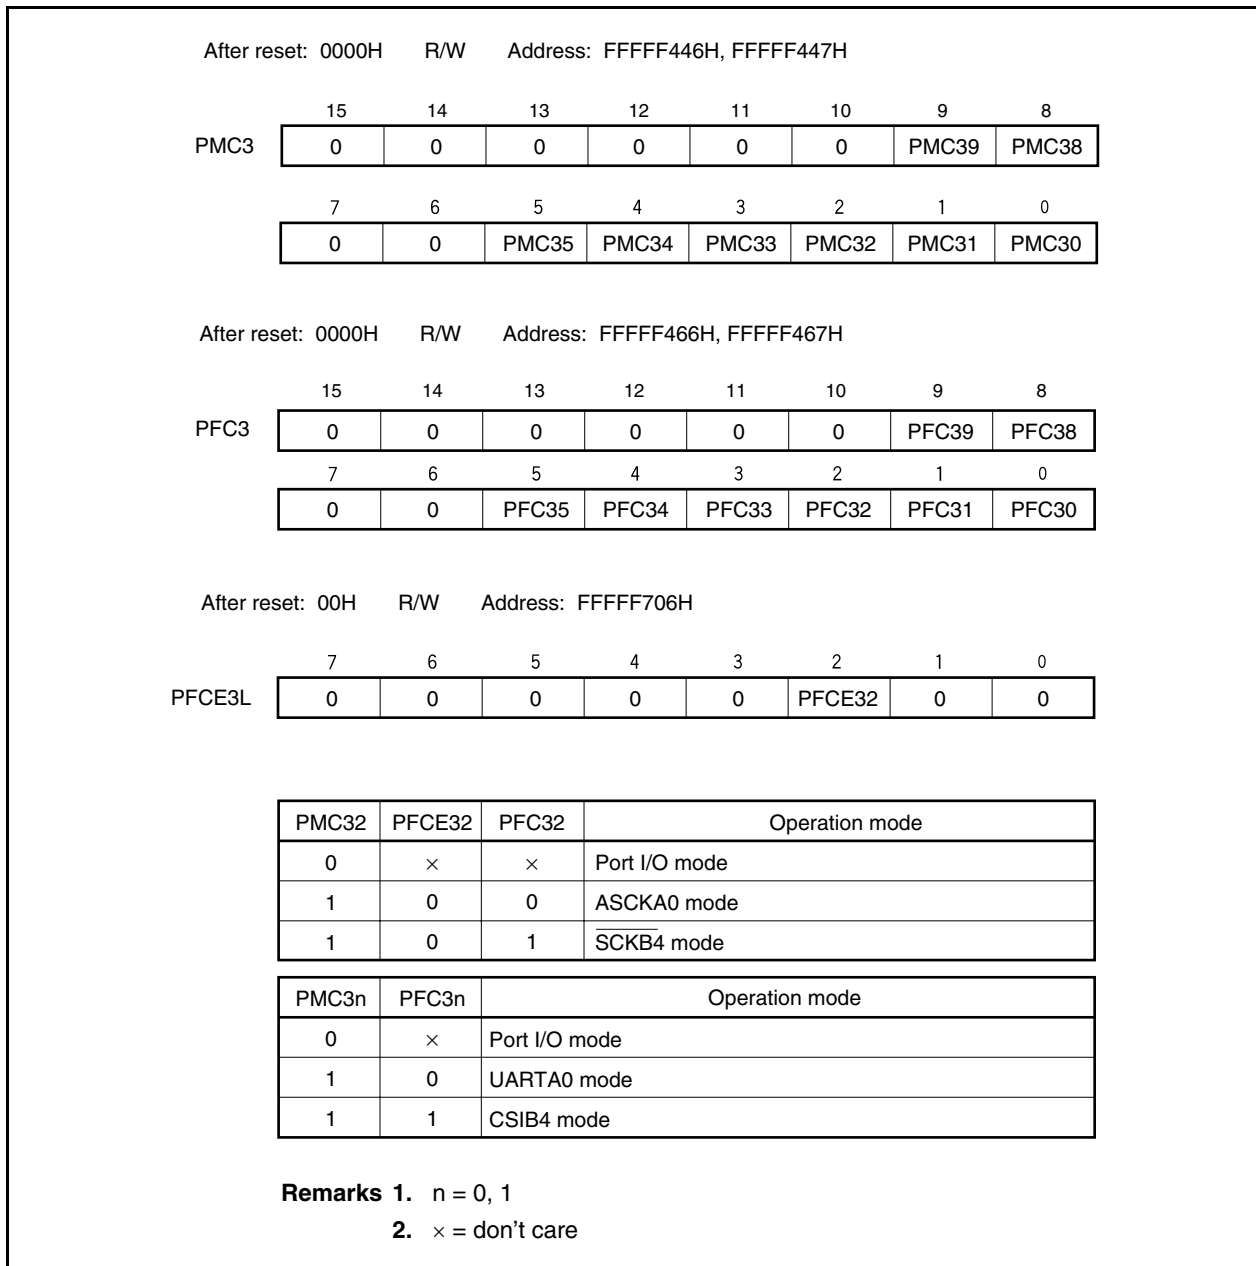 After reset: 0000H R/W Address: FFFFF446H, FFFFF447H
15 14 13 12 11 10 9 8
PMC3 0 0 0 0 0 0 PMC39 PMC38
7 6 5 4 3 2 1 0
0 0 PMC35 PMC34 PMC33 PMC32 PMC31 PMC30
After reset: 0000H R/W Address: FFFFF466H, FFFFF467H
15 14 13 12 11 10 9 8
PFC3 0 0 0 0 0 0 PFC39 PFC38
7 6 5 4 3 2 1 0
0 0 PFC35 PFC34 PFC33 PFC32 PFC31 PFC30
After reset: 00H R/W Address: FFFFF706H
7 6 5 4 3 2 1 0
PFCE3L 0 0 0 0 0 PFCE32 0 0
PMC32 PFCE32 PFC32 Operation mode
0 × × Port I/O mode
1 0 0 ASCKA0 mode
1 0 1 S̅C̅K̅B̅4̅ mode
PMC3n PFC3n Operation mode
0 × Port I/O mode
1 0 UARTA0 mode
1 1 CSIB4 mode
Remarks 1. n = 0, 1
2. × = don't care